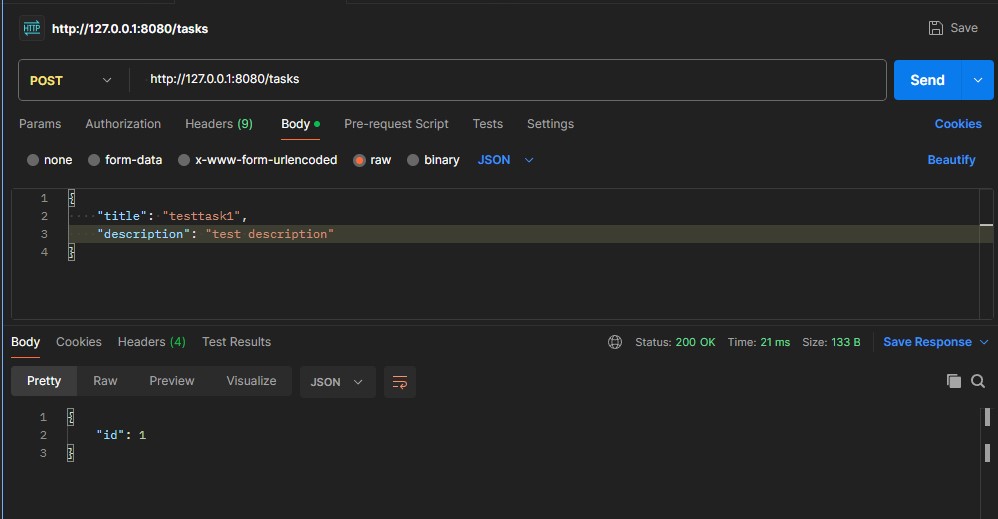 HTTP http://127.0.0.1:8080/tasks Save
POST http://127.0.0.1:8080/tasks Send
Params Authorization Headers (9) Body Pre-request Script Tests Settings Cookies
none form-data x-www-form-urlencoded raw binary JSON Beautify
1 {
2 "title": "testtask1",
3 "description": "test description"
4 }
Body Cookies Headers (4) Test Results Status: 200 OK Time: 21 ms Size: 133 B Save Response
Pretty Raw Preview Visualize JSON
1 {
2 "id": 1
3 }